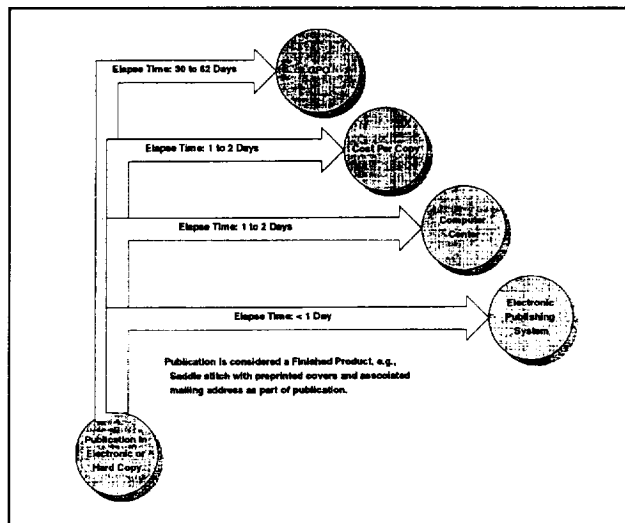 Elapse Time: 30 to 62 Days
GPO
Elapse Time: 1 to 2 Days
Cost Per Copy
Elapse Time: 1 to 2 Days
Computer
Center
Elapse Time: < 1 Day
Electronic
Publishing
System
Publication is considered a Finished Product, e.g.,
Saddle stitch with preprinted covers and associated
mailing address as part of publication.
Publication in
Electronic or
Hard Copy